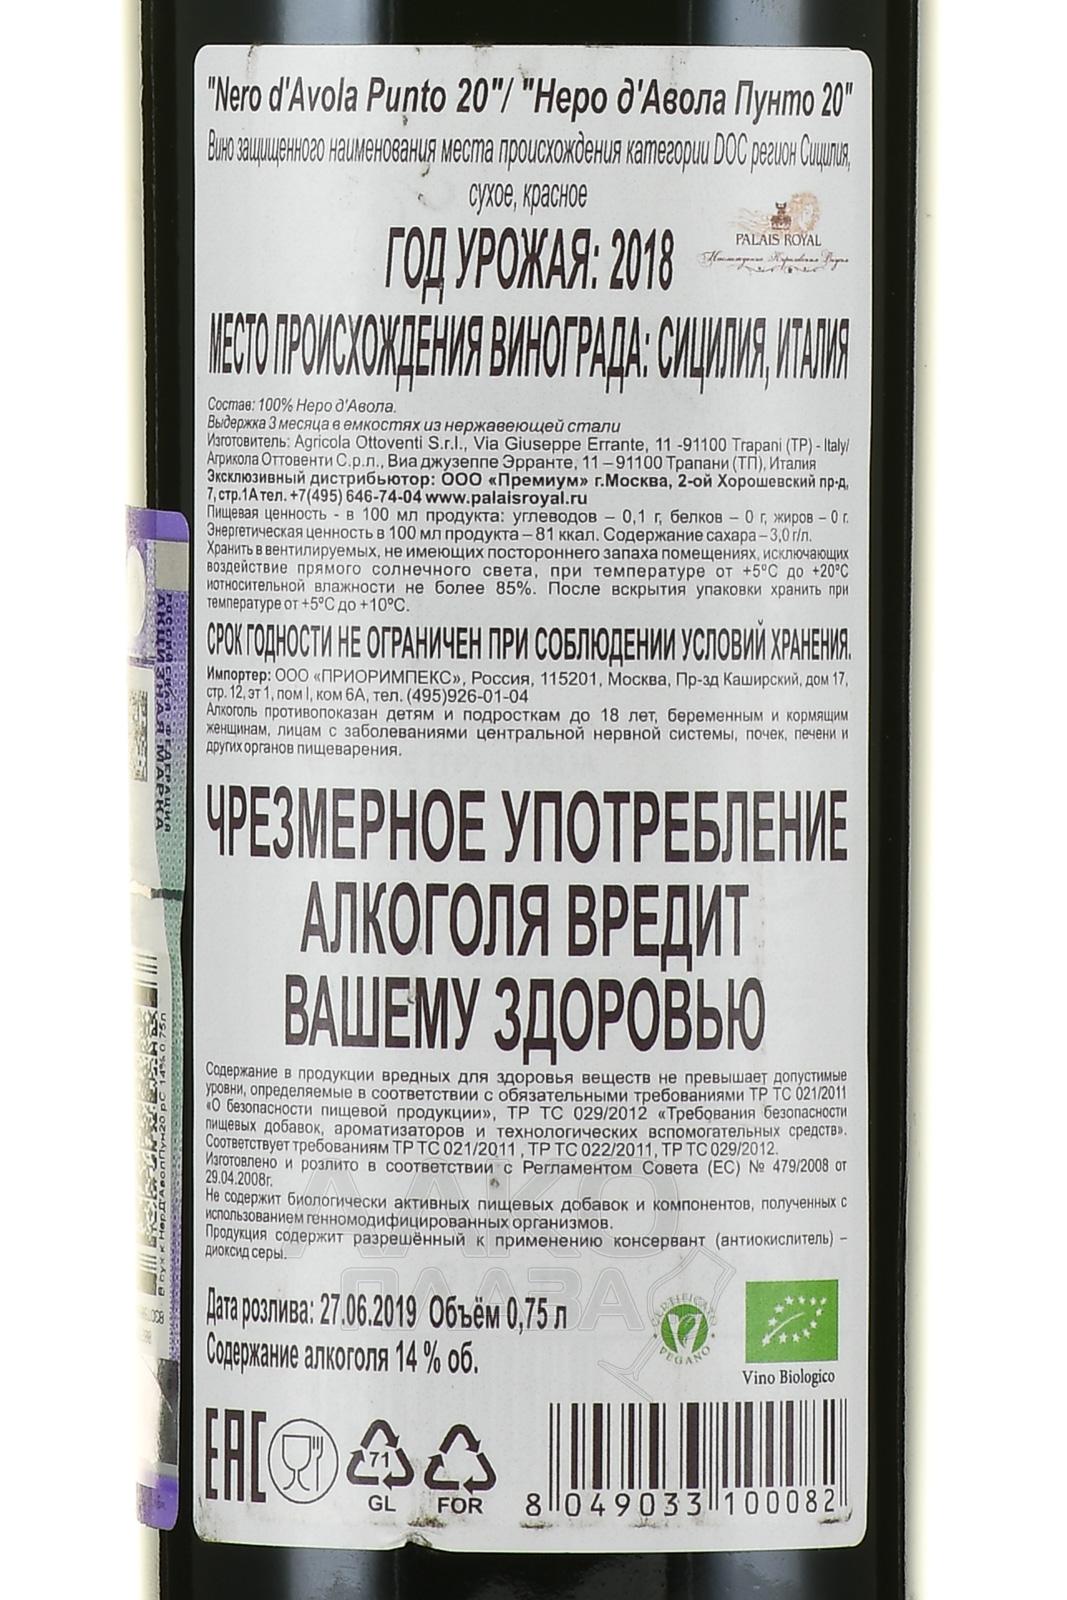 "Nero d'Avola Punto 20"/ "Неро д'Авола Пунто 20"
Вино защищенного наименования места происхождения категории DOC регион Сицилия,
сухое, красное
PALAIS ROYAL
ГОД УРОЖАЯ: 2018
МЕСТО ПРОИСХОЖДЕНИЯ ВИНОГРАДА: СИЦИЛИЯ, ИТАЛИЯ
Состав: 100% Неро д'Авола.
Выдержка 3 месяца в емкостях из нержавеющей стали
Изготовитель: Agricola Ottoventi S.r.l., Via Giuseppe Errante, 11 -91100 Trapani (TP) - Italy/
Агрикола Оттовенти С.р.л., Виа джузеппе Эрранте, 11 – 91100 Трапани (ТП), Италия
Эксклюзивный дистрибьютор: ООО «Премиум» г.Москва, 2-ой Хорошевский пр-д,
7, стр.1А тел. +7(495) 646-74-04 www.palaisroyal.ru
Пищевая ценность - в 100 мл продукта: углеводов – 0,1 г, белков – 0 г, жиров – 0 г.
Энергетическая ценность в 100 мл продукта – 81 ккал. Содержание сахара – 3,0 г/л.
Хранить в вентилируемых, не имеющих постороннего запаха помещениях, исключающих
воздействие прямого солнечного света, при температуре от +5°С до +20°С
иотносительной влажности не более 85%. После вскрытия упаковки хранить при
температуре от +5°С до +10°С.
СРОК ГОДНОСТИ НЕ ОГРАНИЧЕН ПРИ СОБЛЮДЕНИИ УСЛОВИЙ ХРАНЕНИЯ.
Импортер: ООО «ПРИОРИМПЕКС», Россия, 115201, Москва, Пр-зд Каширский, дом 17,
стр. 12, эт 1, пом I, ком 6А, тел. (495)926-01-04
Алкоголь противопоказан детям и подросткам до 18 лет, беременным и кормящим
женщинам, лицам с заболеваниями центральной нервной системы, почек, печени и
других органов пищеварения.
ЧРЕЗМЕРНОЕ УПОТРЕБЛЕНИЕ
АЛКОГОЛЯ ВРЕДИТ
ВАШЕМУ ЗДОРОВЬЮ
Содержание в продукции вредных для здоровья веществ не превышает допустимые
уровни, определяемые в соответствии с обязательными требованиями ТР ТС 021/2011
«О безопасности пищевой продукции», ТР ТС 029/2012 «Требования безопасности
пищевых добавок, ароматизаторов и технологических вспомогательных средств».
Соответствует требованиям ТР ТС 021/2011 , ТР ТС 022/2011, ТР ТС 029/2012.
Изготовлено и розлито в соответствии с Регламентом Совета (ЕС) № 479/2008 от
29.04.2008г.
Не содержит биологически активных пищевых добавок и компонентов, полученных с
использованием генномодифицированных организмов.
Продукция содержит разрешённый к применению консервант (антиокислитель) –
диоксид серы.
Дата розлива: 27.06.2019 Объём 0,75 л
Содержание алкоголя 14 % об.
CERTIFICATO VEGANO
Vino Biologico
EAC
71
GL
FOR
8 049033 100082
РОССИЙСКАЯ ФЕДЕРАЦИЯ
АКЦИЗНАЯ МАРКА
14% 0.75л
АЛКО
ПЛАЗА